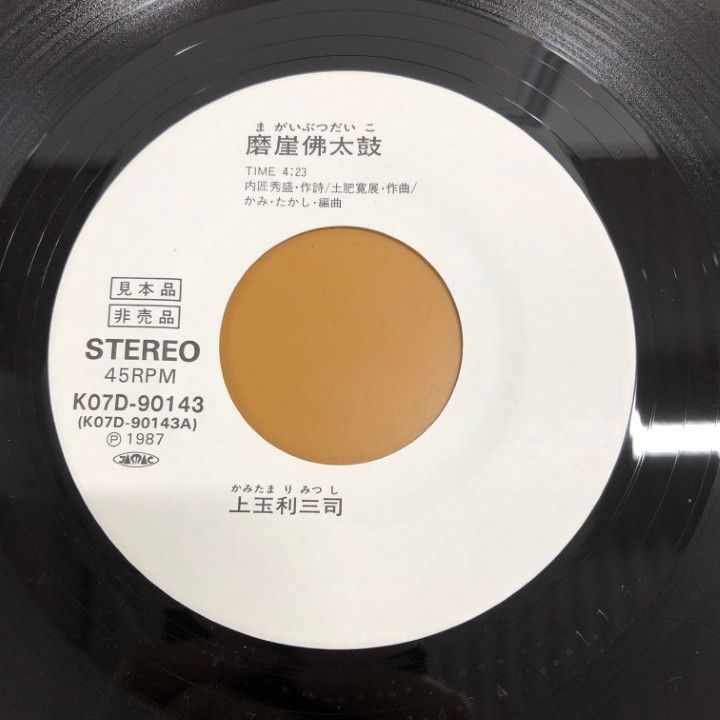 まがいぶつだいこ
磨崖佛太鼓
TIME 4:23
内匠秀盛・作詩/土肥寛展・作曲/
かみ・たかし・編曲
見本品
非売品
STEREO
45RPM
K07D-90143
(K07D-90143A)
Ⓟ 1987
JASRAC
かみたまりみつし
上玉利三司